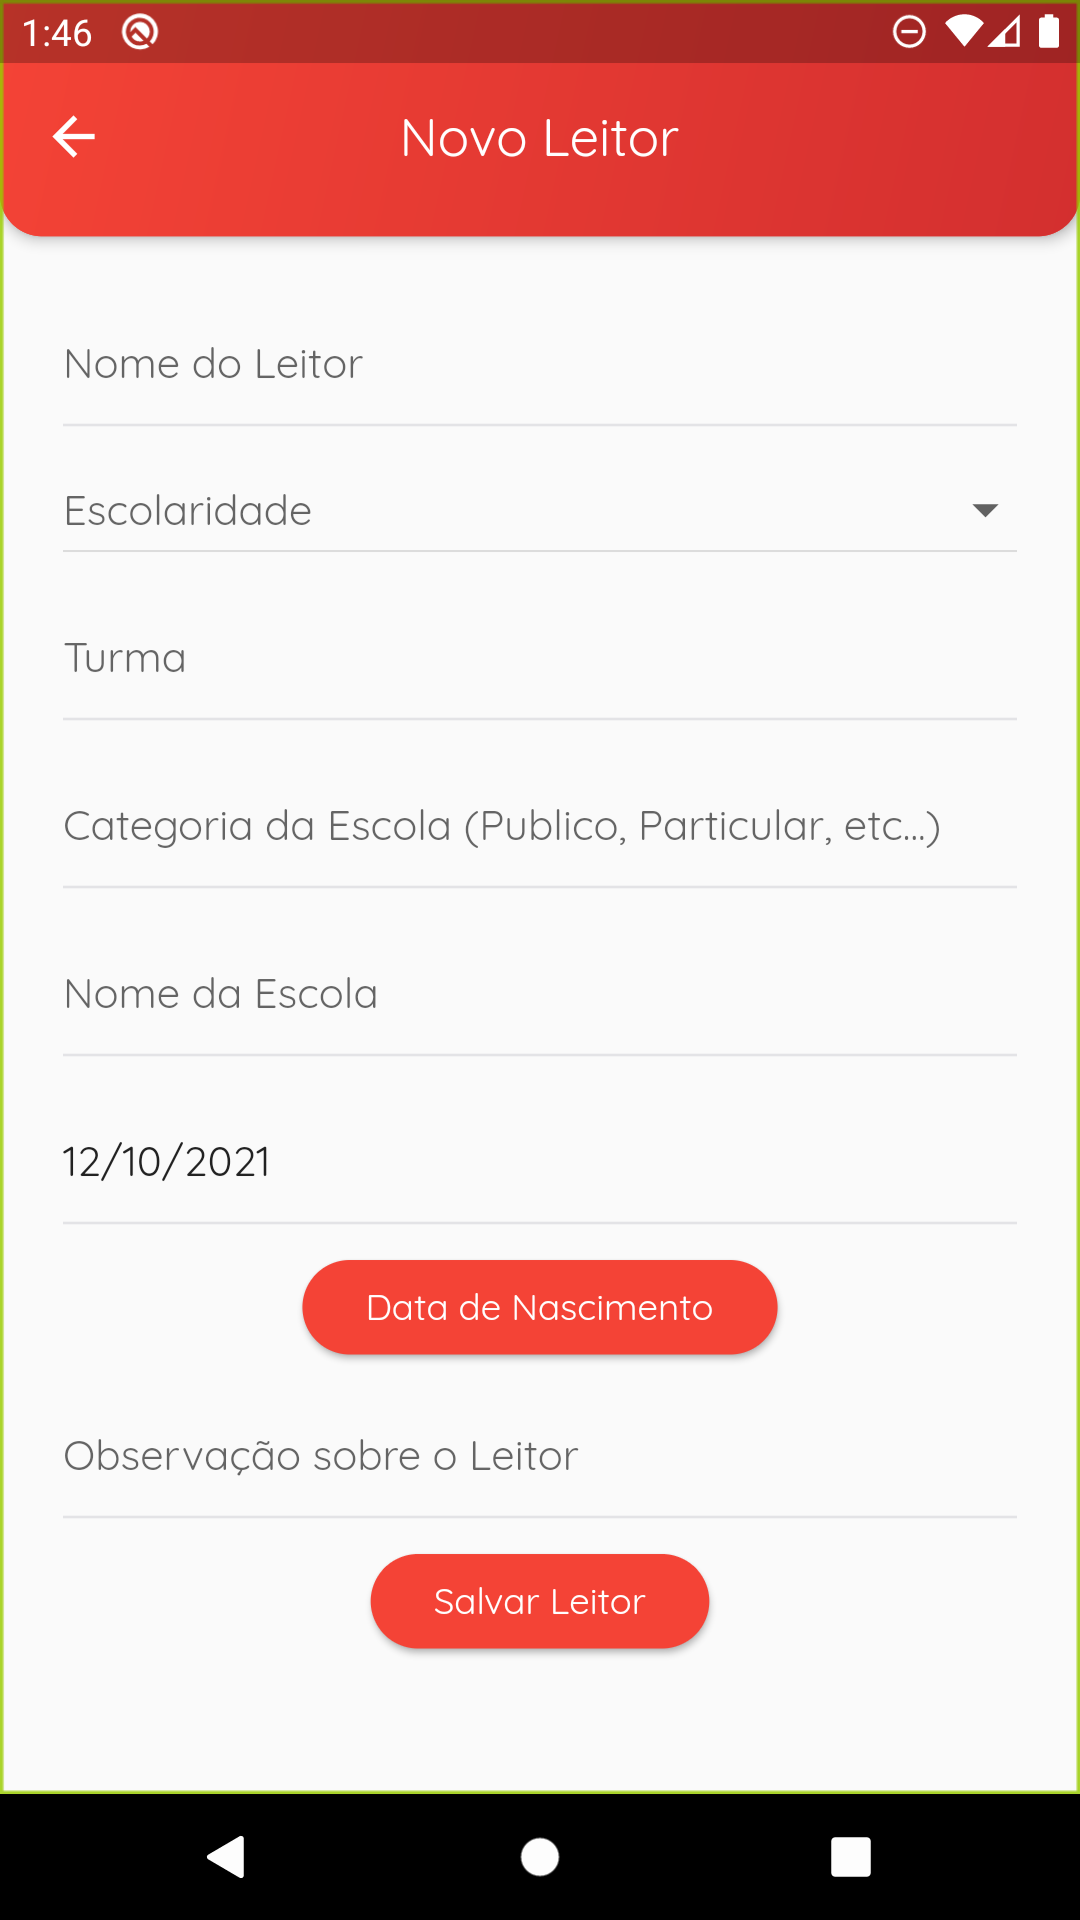 1:46
Novo Leitor
Nome do Leitor
Escolaridade
Turma
Categoria da Escola (Publico, Particular, etc...)
Nome da Escola
12/10/2021
Data de Nascimento
Observação sobre o Leitor
Salvar Leitor